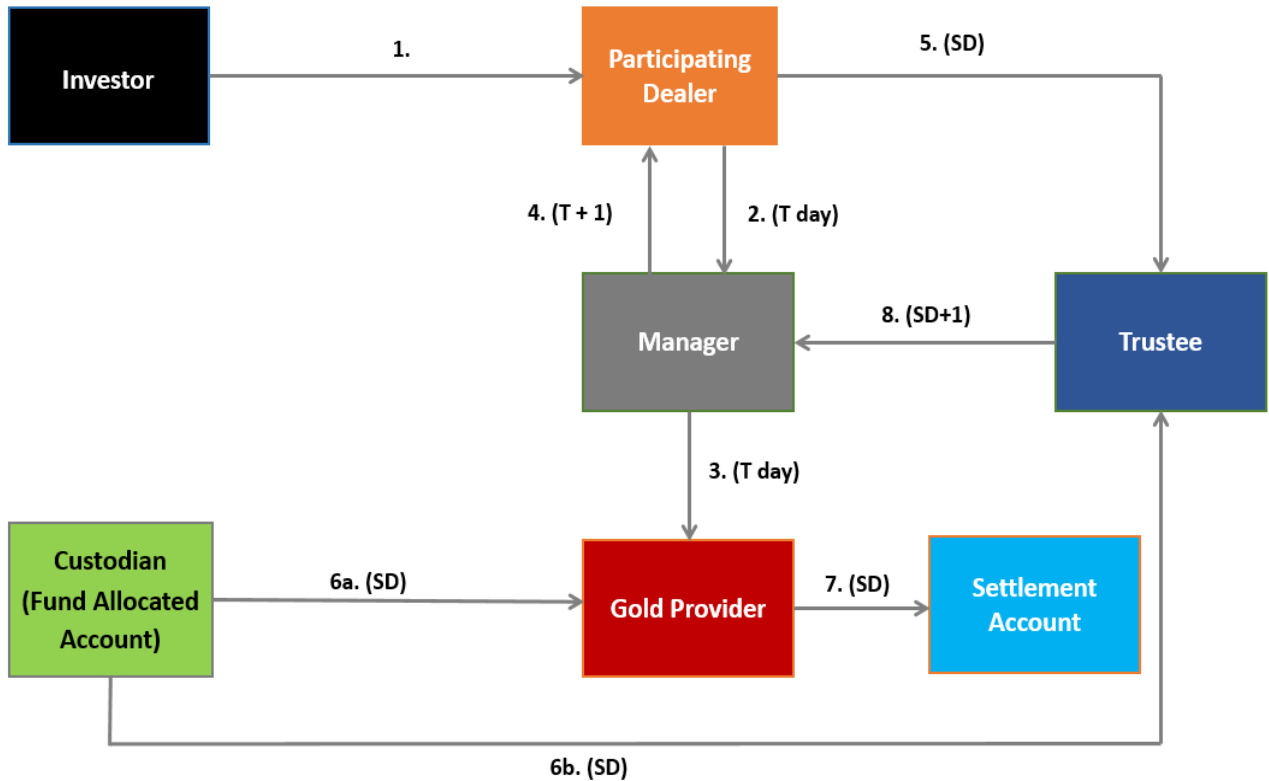 1.
5. (SD)
Investor
Participating
Dealer
4. (T + 1)
2. (T day)
8. (SD+1)
Manager
Trustee
3. (T day)
Custodian
(Fund Allocated
Account)
6a. (SD)
Gold Provider
7. (SD)
Settlement
Account
6b. (SD)